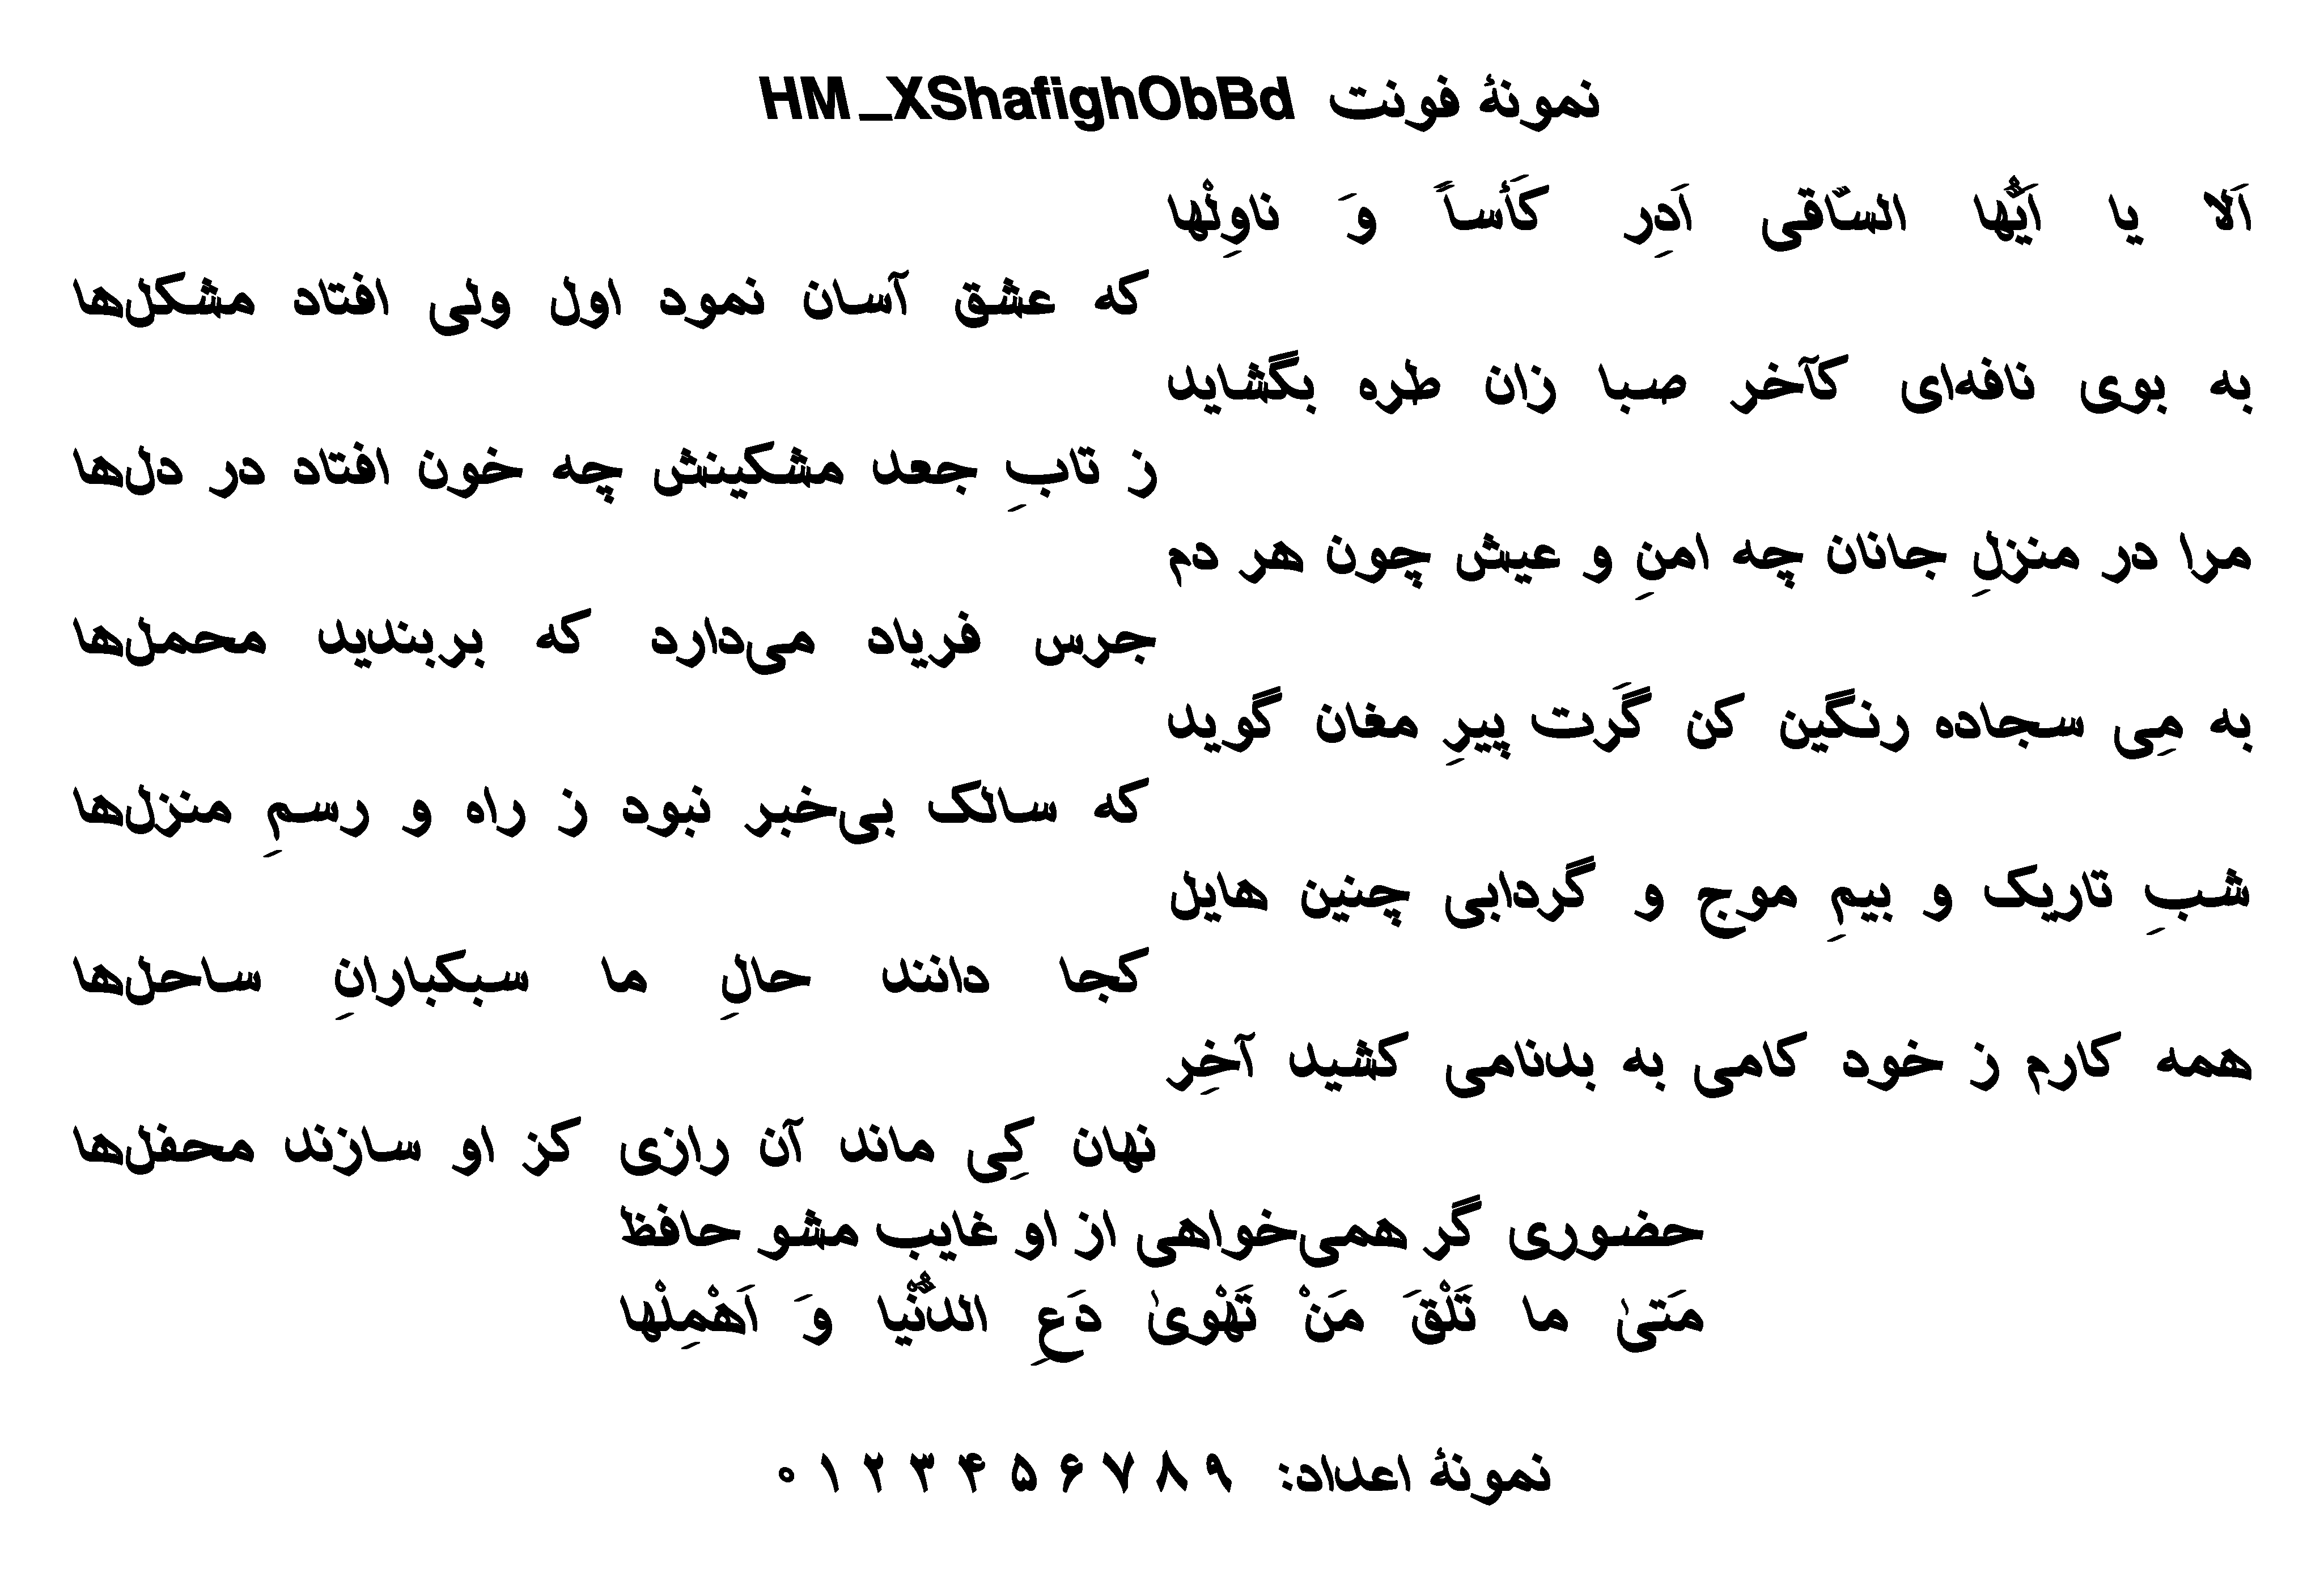 نمونهٔ فونت HM_XShafighObBd
اَلا یا اَیُّها السّاقی اَدِر کَأساً وَ ناوِلْها
که عشق آسان نمود اول ولی افتاد مشکل‌ها
به بوی نافه‌ای کآخر صبا زان طره بگشاید
ز تابِ جعد مشکینش چه خون افتاد در دل‌ها
مرا در منزلِ جانان چه امنِ و عیش چون هر دم
جرس فریاد می‌دارد که بربندید محمل‌ها
به مِی سجاده رنگین کن گَرت پیرِ مغان گوید
که سالک بی‌خبر نبود ز راه و رسمِ منزل‌ها
شبِ تاریک و بیمِ موج و گردابی چنین هایل
کجا دانند حالِ ما سبکبارانِ ساحل‌ها
همه کارم ز خود کامی به بدنامی کشید آخِر
نهان کِی ماند آن رازی کز او سازند محفل‌ها
حضوری گر همی‌خواهی از او غایب مشو حافظ
مَتیٰ ما تَلْقَ مَنْ تَهْویٰ دَعِ الدُّنْیا وَ اَهْمِلْها
نمونهٔ اعداد: ۰ ۱ ۲ ۳ ۴ ۵ ۶ ۷ ۸ ۹